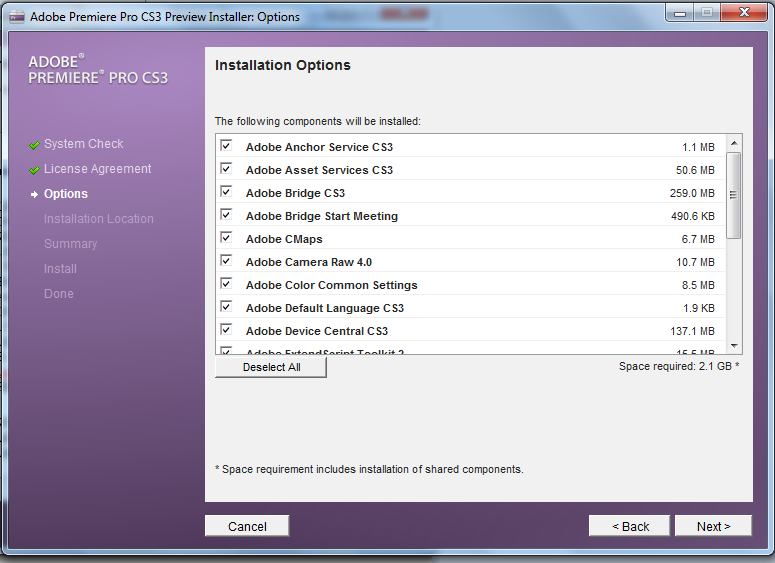 Adobe Premiere Pro CS3 Preview Installer: Options
ADOBE®
PREMIERE® PRO CS3
System Check
License Agreement
Options
Installation Location
Summary
Install
Done
Installation Options
The following components will be installed:
Adobe Anchor Service CS3 1.1 MB
Adobe Asset Services CS3 50.6 MB
Adobe Bridge CS3 259.0 MB
Adobe Bridge Start Meeting 490.6 KB
Adobe CMaps 6.7 MB
Adobe Camera Raw 4.0 10.7 MB
Adobe Color Common Settings 8.5 MB
Adobe Default Language CS3 1.9 KB
Adobe Device Central CS3 137.1 MB
Adobe ExtendScript Toolkit 2 15.5 MB
Deselect All
Space required: 2.1 GB *
* Space requirement includes installation of shared components.
Cancel
< Back
Next >